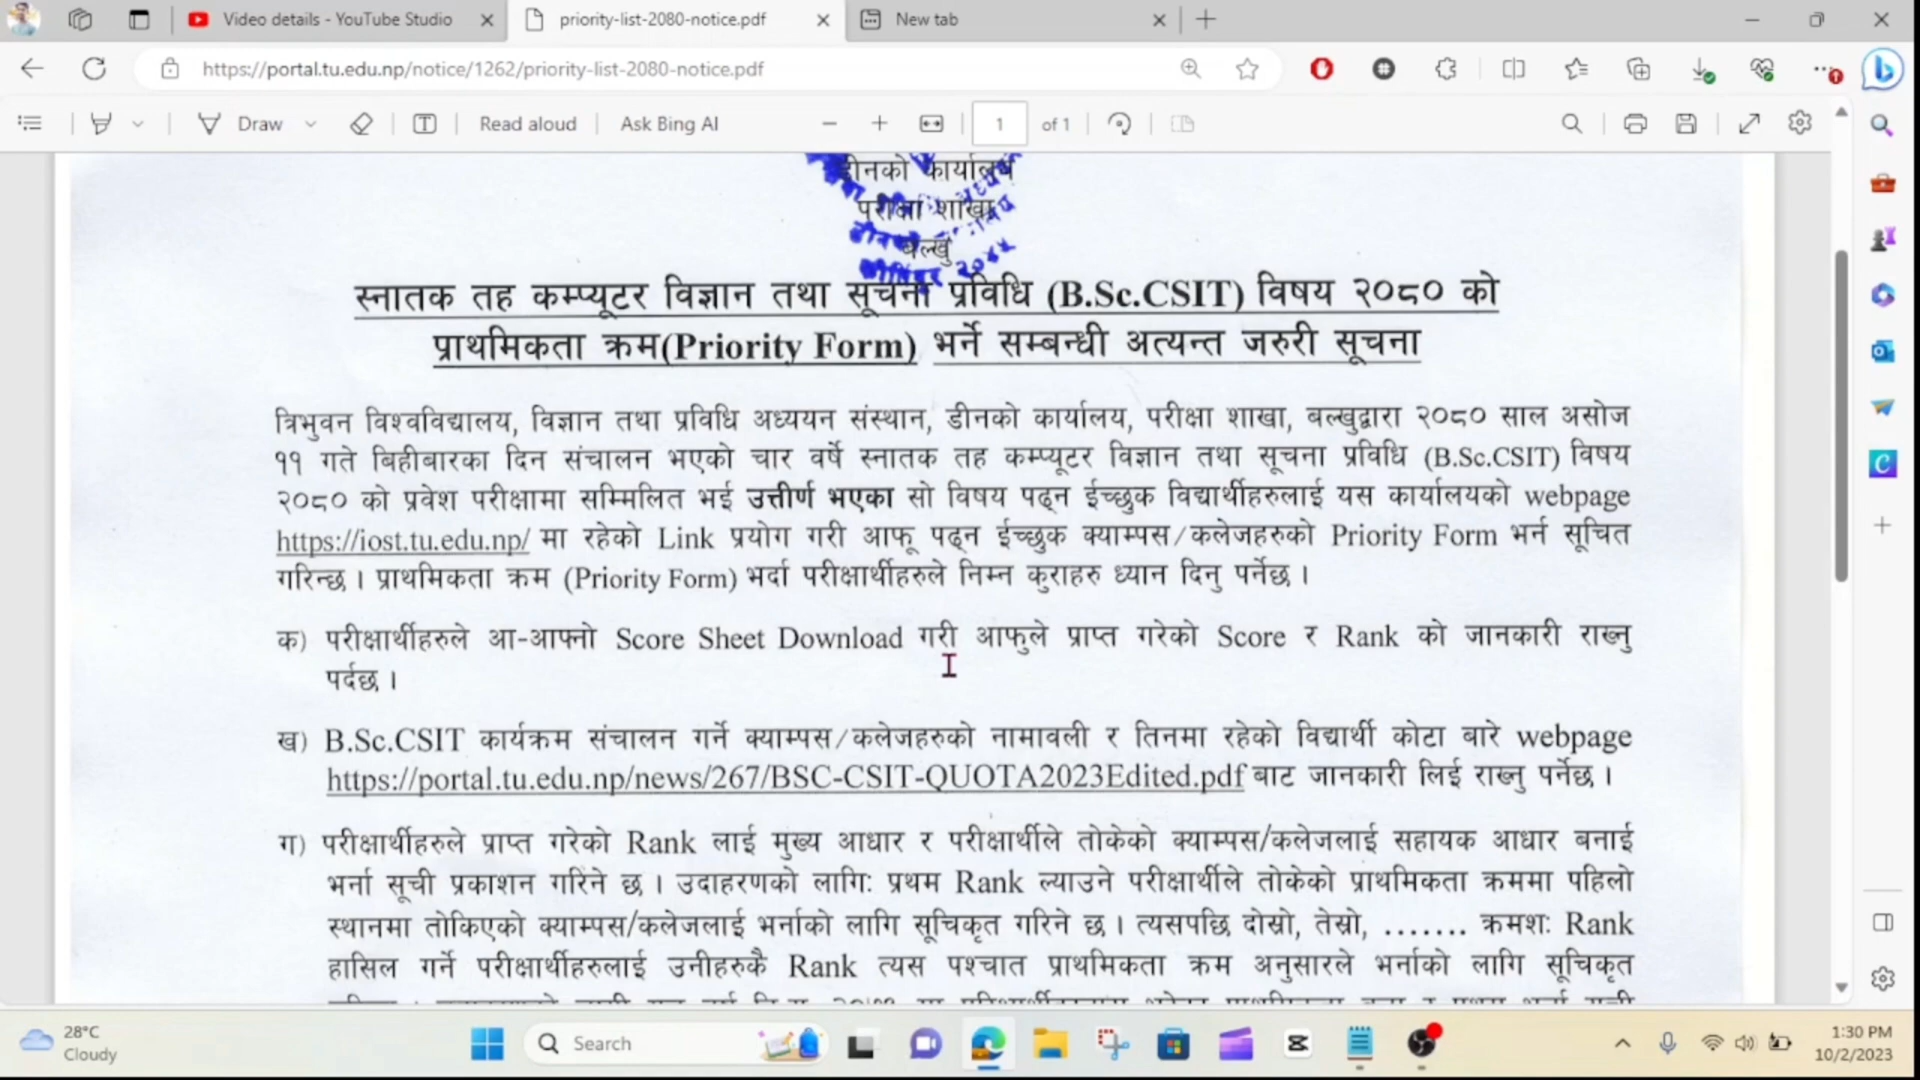 Video details - YouTube Studio
priority-list-2080-notice.pdf
New tab
https://portal.tu.edu.np/notice/1262/priority-list-2080-notice.pdf
Draw
Read aloud
Ask Bing AI
1 of 1
डीनको कार्यालय
परीक्षा शाखा
बल्खु
स्नातक तह कम्प्यूटर विज्ञान तथा सूचना प्रविधि (B.Sc.CSIT) विषय २०८० को
प्राथमिकता क्रम(Priority Form) भर्ने सम्बन्धी अत्यन्त जरुरी सूचना
त्रिभुवन विश्वविद्यालय, विज्ञान तथा प्रविधि अध्ययन संस्थान, डीनको कार्यालय, परीक्षा शाखा, बल्खुद्वारा २०८० साल असोज
११ गते बिहीबारका दिन संचालन भएको चार वर्षे स्नातक तह कम्प्यूटर विज्ञान तथा सूचना प्रविधि (B.Sc.CSIT) विषय
२०८० को प्रवेश परीक्षामा सम्मिलित भई उत्तीर्ण भएका सो विषय पढ्न ईच्छुक विद्यार्थीहरुलाई यस कार्यालयको webpage
https://iost.tu.edu.np/ मा रहेको Link प्रयोग गरी आफू पढ्न ईच्छुक क्याम्पस/कलेजहरुको Priority Form भर्न सूचित
गरिन्छ । प्राथमिकता क्रम (Priority Form) भर्दा परीक्षार्थीहरुले निम्न कुराहरु ध्यान दिनु पर्नेछ ।
क) परीक्षार्थीहरुले आ-आफ्नो Score Sheet Download गरी आफुले प्राप्त गरेको Score र Rank को जानकारी राख्नु
पर्दछ ।
ख) B.Sc.CSIT कार्यक्रम संचालन गर्ने क्याम्पस/कलेजहरुको नामावली र तिनमा रहेको विद्यार्थी कोटा बारे webpage
https://portal.tu.edu.np/news/267/BSC-CSIT-QUOTA2023Edited.pdf बाट जानकारी लिई राख्नु पर्नेछ ।
ग) परीक्षार्थीहरुले प्राप्त गरेको Rank लाई मुख्य आधार र परीक्षार्थीले तोकेको क्याम्पस/कलेजलाई सहायक आधार बनाई
भर्ना सूची प्रकाशन गरिने छ । उदाहरणको लागि: प्रथम Rank ल्याउने परीक्षार्थीले तोकेको प्राथमिकता क्रममा पहिलो
स्थानमा तोकिएको क्याम्पस/कलेजलाई भर्नाको लागि सूचिकृत गरिने छ । त्यसपछि दोस्रो, तेस्रो, ....... क्रमश: Rank
हासिल गर्ने परीक्षार्थीहरुलाई उनीहरुकै Rank त्यस पश्चात प्राथमिकता क्रम अनुसारले भर्नाको लागि सूचिकृत
28°C
Cloudy
Search
1:30 PM
10/2/2023